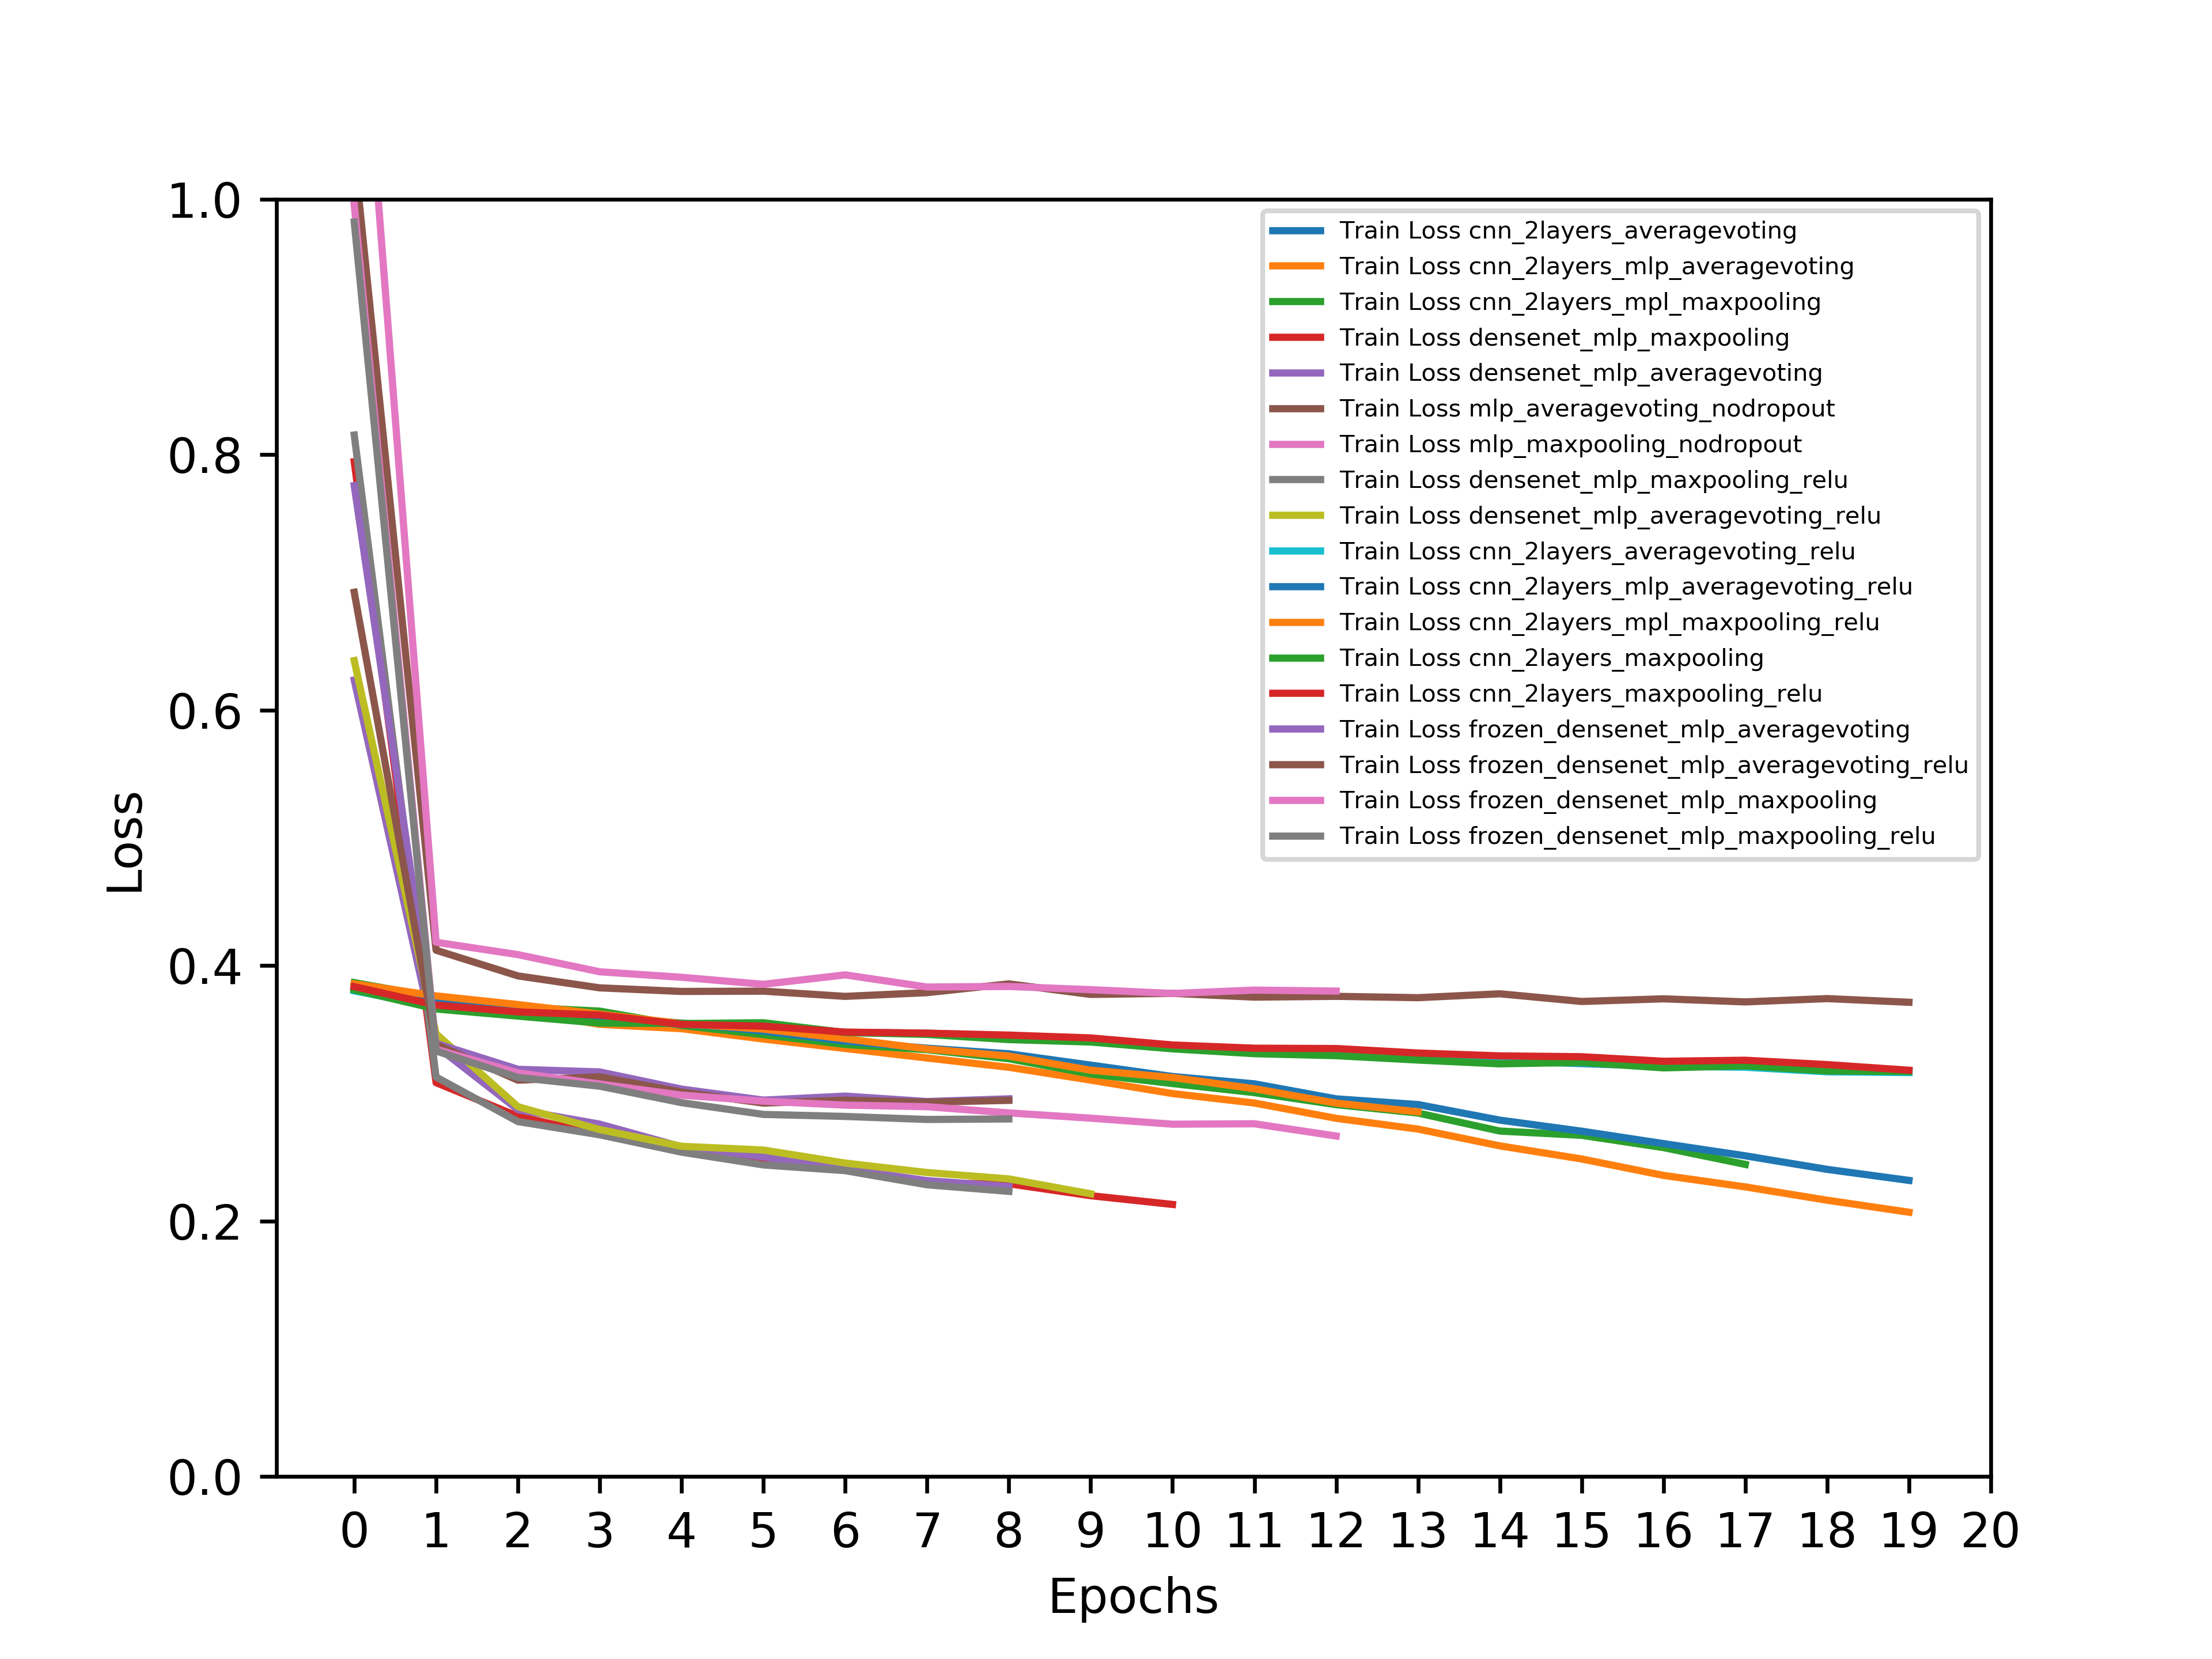 1.0
0.8
0.6
0.4
0.2
0.0
Loss
Train Loss cnn_2layers_averagevoting
Train Loss cnn_2layers_mlp_averagevoting
Train Loss cnn_2layers_mpl_maxpooling
Train Loss densenet_mlp_maxpooling
Train Loss densenet_mlp_averagevoting
Train Loss mlp_averagevoting_nodropout
Train Loss mlp_maxpooling_nodropout
Train Loss densenet_mlp_maxpooling_relu
Train Loss densenet_mlp_averagevoting_relu
Train Loss cnn_2layers_averagevoting_relu
Train Loss cnn_2layers_mlp_averagevoting_relu
Train Loss cnn_2layers_mpl_maxpooling_relu
Train Loss cnn_2layers_maxpooling
Train Loss cnn_2layers_maxpooling_relu
Train Loss frozen_densenet_mlp_averagevoting
Train Loss frozen_densenet_mlp_averagevoting_relu
Train Loss frozen_densenet_mlp_maxpooling
Train Loss frozen_densenet_mlp_maxpooling_relu
0 1 2 3 4 5 6 7 8 9 10 11 12 13 14 15 16 17 18 19 20
Epochs